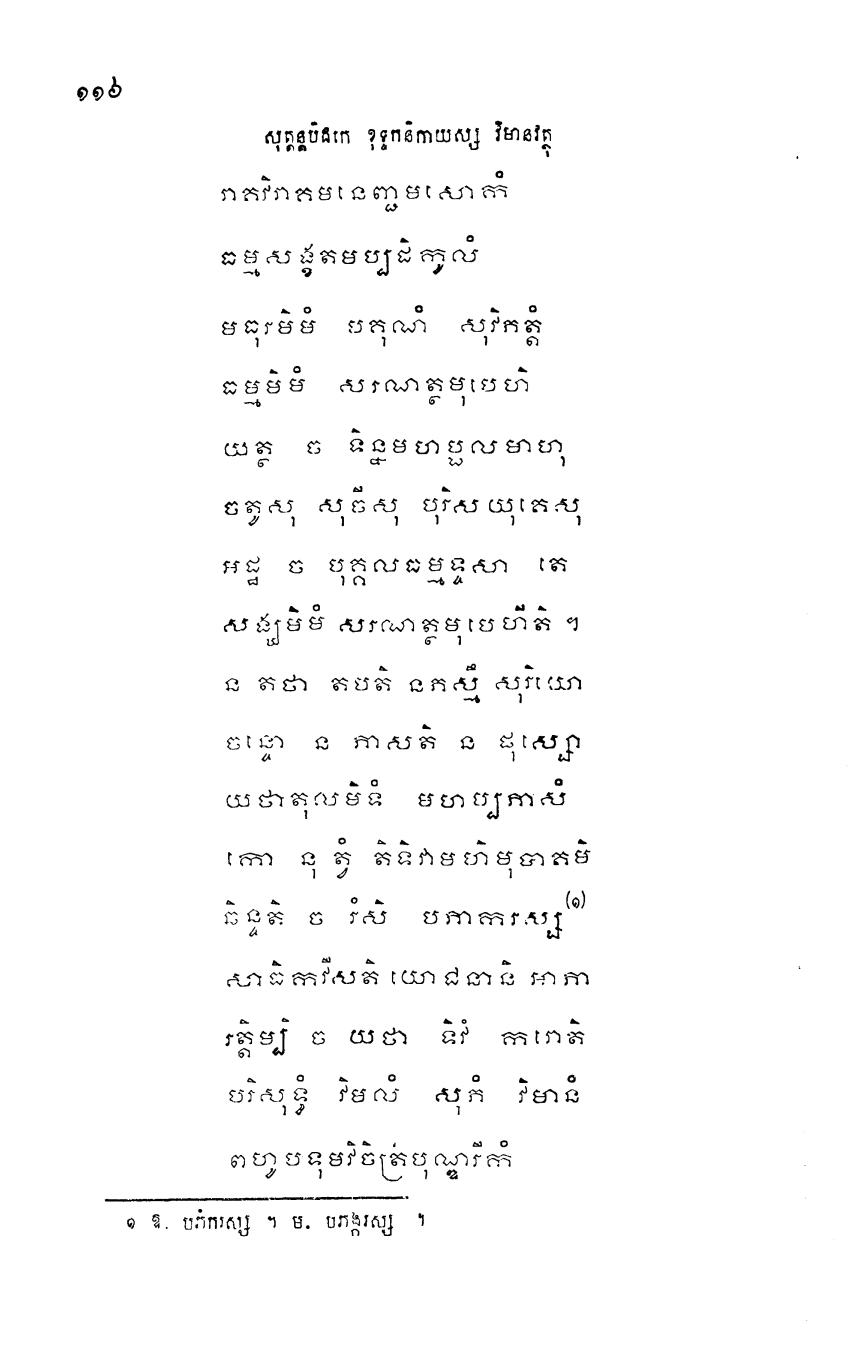 ១១៦
សុត្តន្តបិដកេ ខុទ្ទកនិកាយស្ស វិមានវត្ថុ
រាគវិរាគមនេញ្ជមសោកំ
ធម្មសង្ខតមប្បដិកូលំ
មធុរមិមំ បគុណំ សុវិភត្តំ
ធម្មមិមំ សរណត្ថមុបេហិ
យត្ថ ច ទិន្នមហប្ផលមាហុ
ចតូសុ សុចីសុ បុរិសយុគេសុ
អដ្ឋ ច បុគ្គលធម្មទ្ទសា តេ
សង្ឃមិមំ សរណត្ថមុបេហីតិ ។
ន តថា តបតិ នភស្មឹ សុរិយោ
ចន្ទោ ន ភាសតិ ន ផុស្សោ
យថាតុលមិទំ មហប្បភាសំ
កោ នុ ត្វំ តិទិវាមហិមុបាគមិ
ឆិន្ទតិ ច រំសិ បភាករស្ស(១)
សាធិកវីសតិ យោជនានិ អាភា
រត្តិម្បិ ច យថា ទិវំ ករោតិ
បរិសុទ្ធំ វិមលំ សុភំ វិមានំ
ពហូបទុមវិចិត្រ់បុណ្ឌរីកំ
១ ឱ. បភំករស្ស ។ ម. បភង្ករស្ស ។